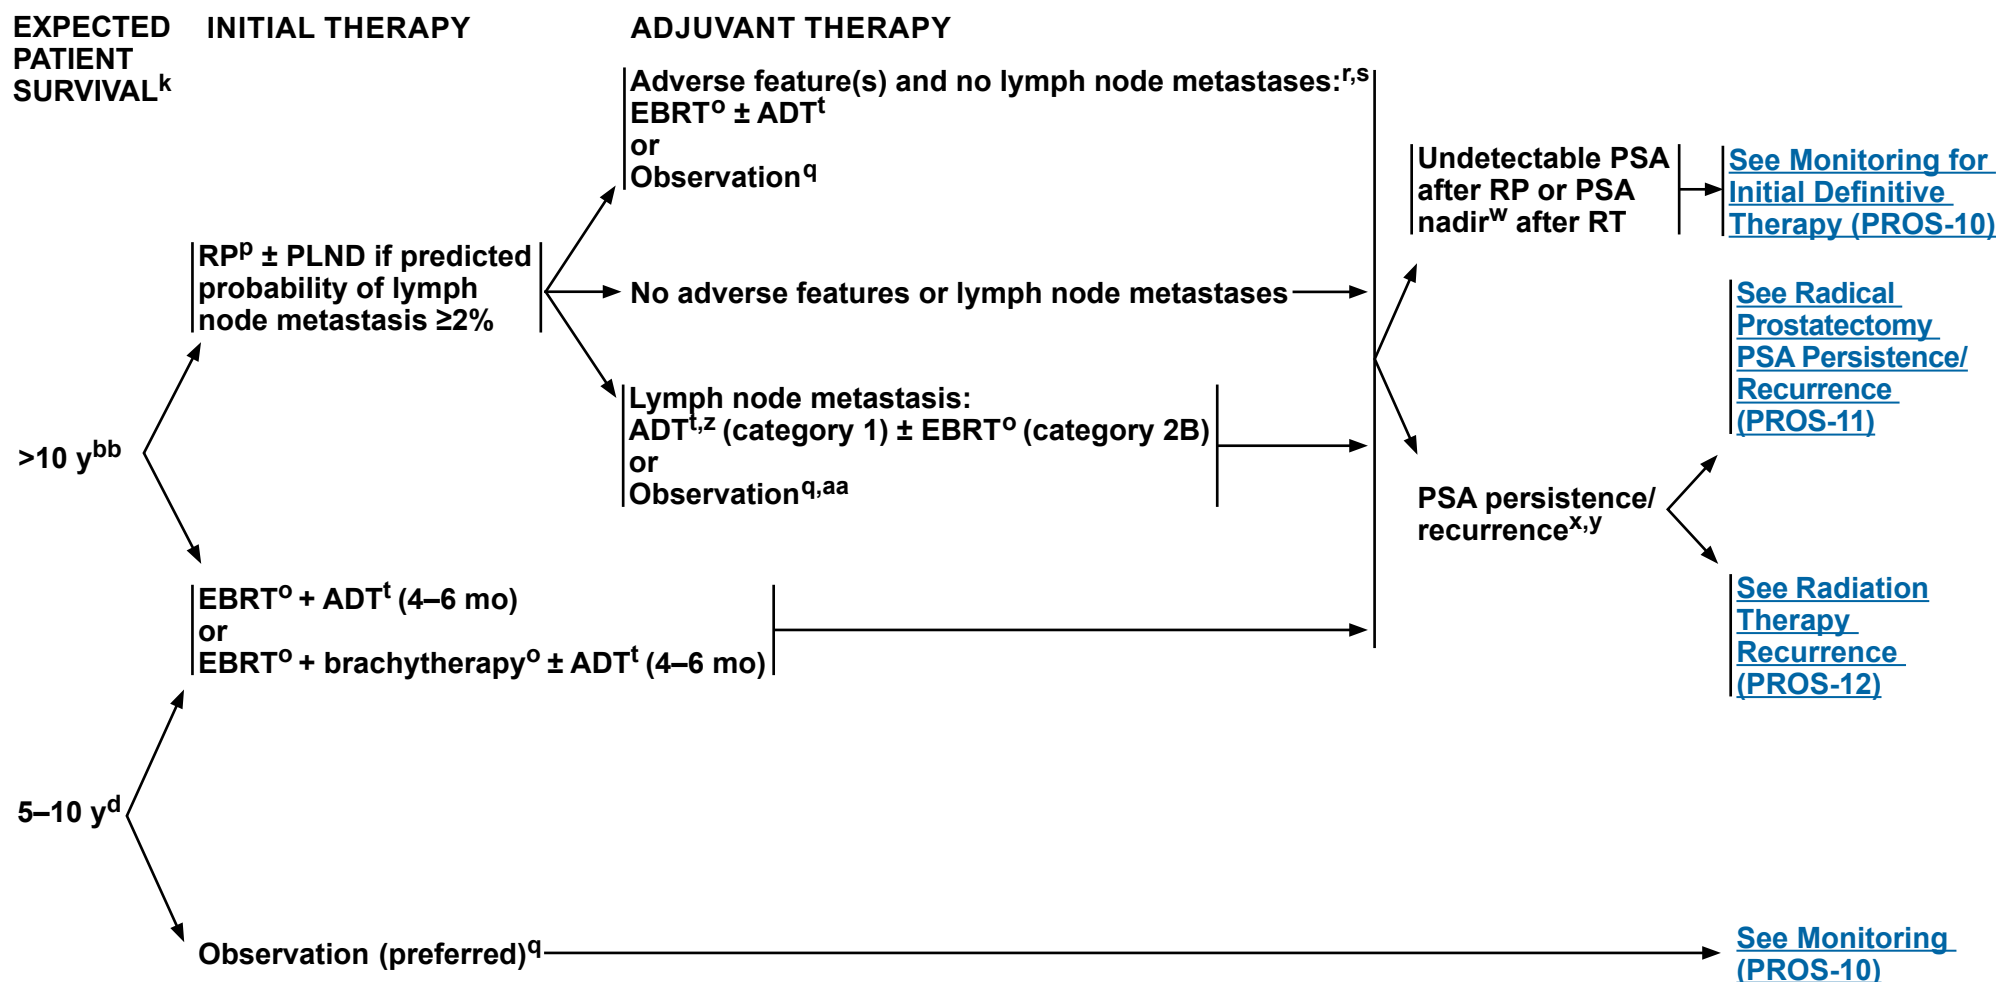 EXPECTED
PATIENT
SURVIVALk
INITIAL THERAPY
ADJUVANT THERAPY
Adverse feature(s) and no lymph node metastases:r,s
EBRTo ± ADTt
or
Observationq
Undetectable PSA
after RP or PSA
nadirw after RT
See Monitoring for
Initial Definitive
Therapy (PROS-10)
RPp ± PLND if predicted
probability of lymph
node metastasis ≥2%
No adverse features or lymph node metastases
See Radical
Prostatectomy
PSA Persistence/
Recurrence
(PROS-11)
Lymph node metastasis:
ADTt,z (category 1) ± EBRTo (category 2B)
or
Observationq,aa
>10 ybb
PSA persistence/
recurrencex,y
EBRTo + ADTt (4–6 mo)
or
EBRTo + brachytherapyo ± ADTt (4–6 mo)
See Radiation
Therapy
Recurrence
(PROS-12)
5–10 yd
Observation (preferred)q
See Monitoring
(PROS-10)